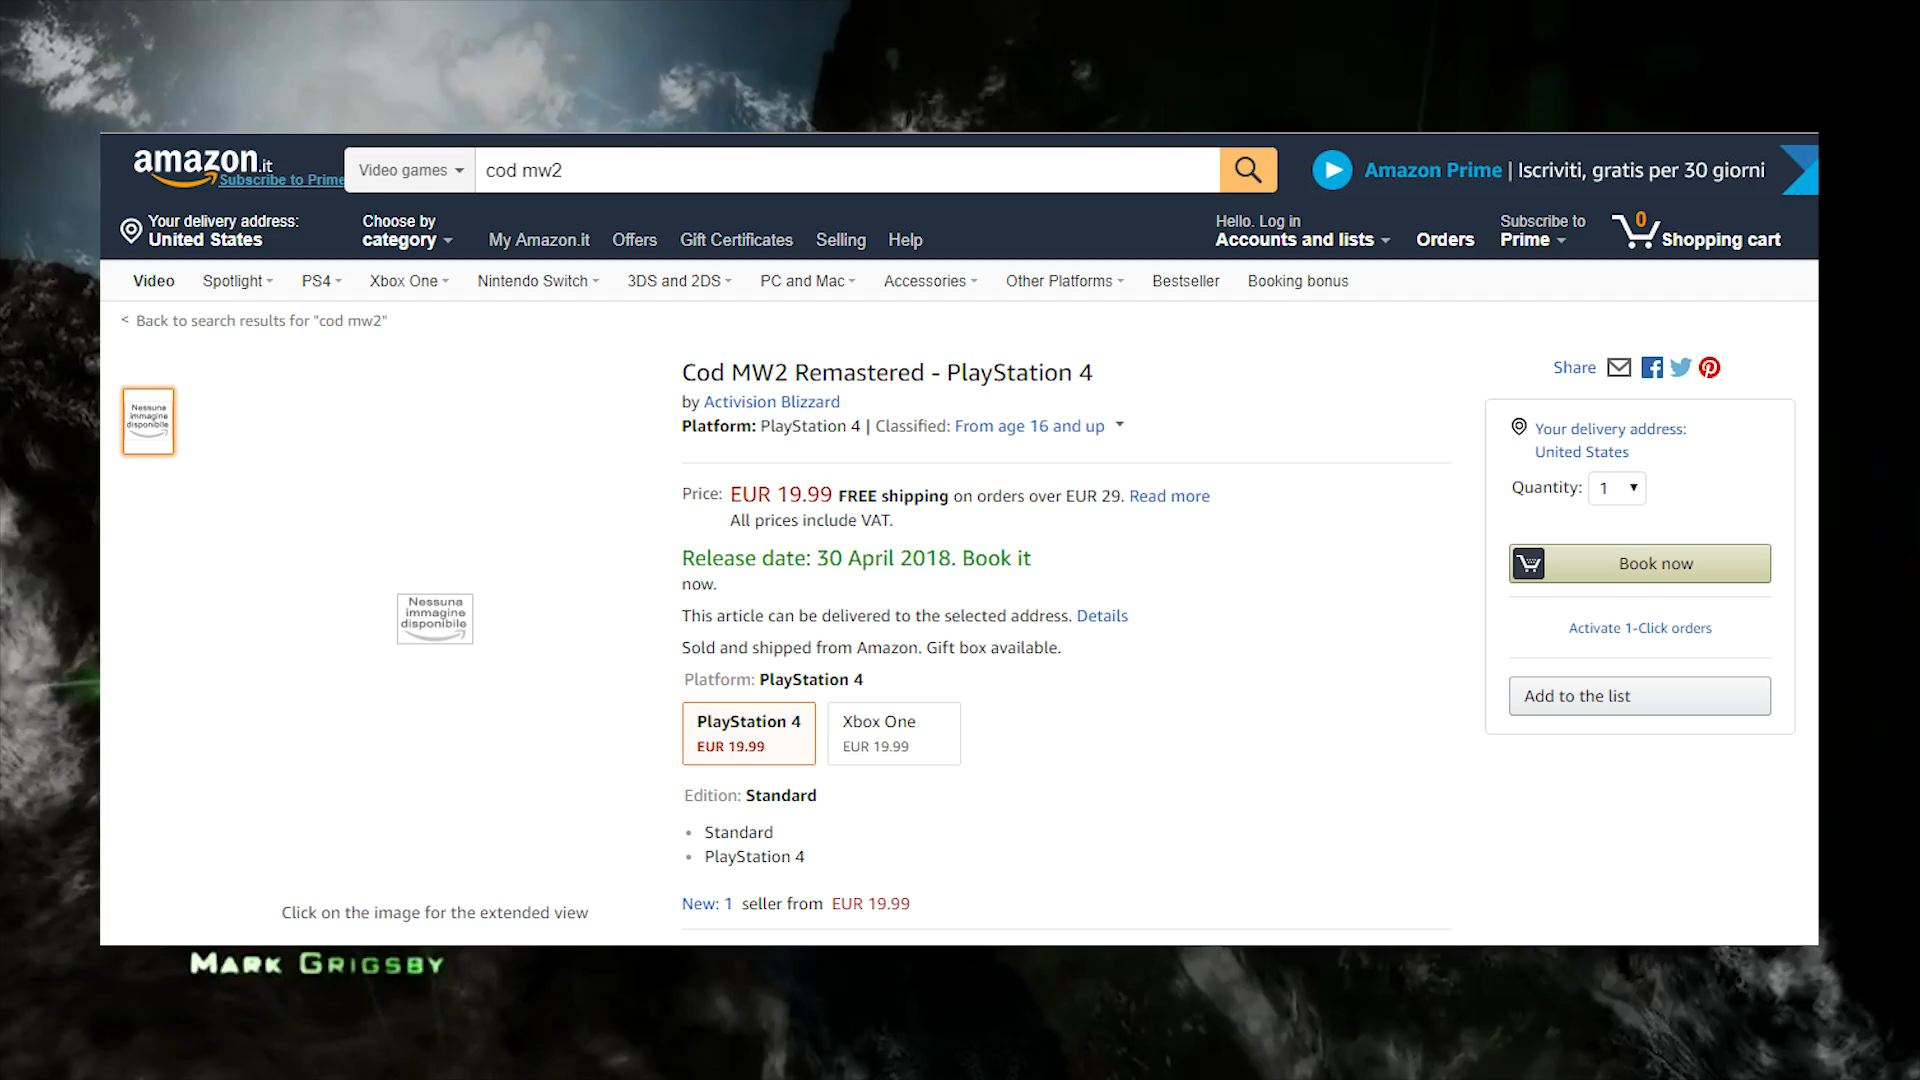 amazon.it
Subscribe to Prime
Video games
cod mw2
Amazon Prime | Iscriviti, gratis per 30 giorni
Your delivery address:
United States
Choose by
category
My Amazon.it
Offers
Gift Certificates
Selling
Help
Hello. Log in
Accounts and lists
Orders
Subscribe to
Prime
0
Shopping cart
Video
Spotlight
PS4
Xbox One
Nintendo Switch
3DS and 2DS
PC and Mac
Accessories
Other Platforms
Bestseller
Booking bonus
< Back to search results for "cod mw2"
Nessuna
immagine
disponibile
Nessuna
immagine
disponibile
Click on the image for the extended view
Cod MW2 Remastered - PlayStation 4
by Activision Blizzard
Platform: PlayStation 4 | Classified: From age 16 and up
Price: EUR 19.99 FREE shipping on orders over EUR 29. Read more
All prices include VAT.
Release date: 30 April 2018. Book it
now.
This article can be delivered to the selected address. Details
Sold and shipped from Amazon. Gift box available.
Platform: PlayStation 4
PlayStation 4
EUR 19.99
Xbox One
EUR 19.99
Edition: Standard
• Standard
• PlayStation 4
New: 1 seller from EUR 19.99
Share
Your delivery address:
United States
Quantity: 1
Book now
Activate 1-Click orders
Add to the list
MARK GRIGSBY